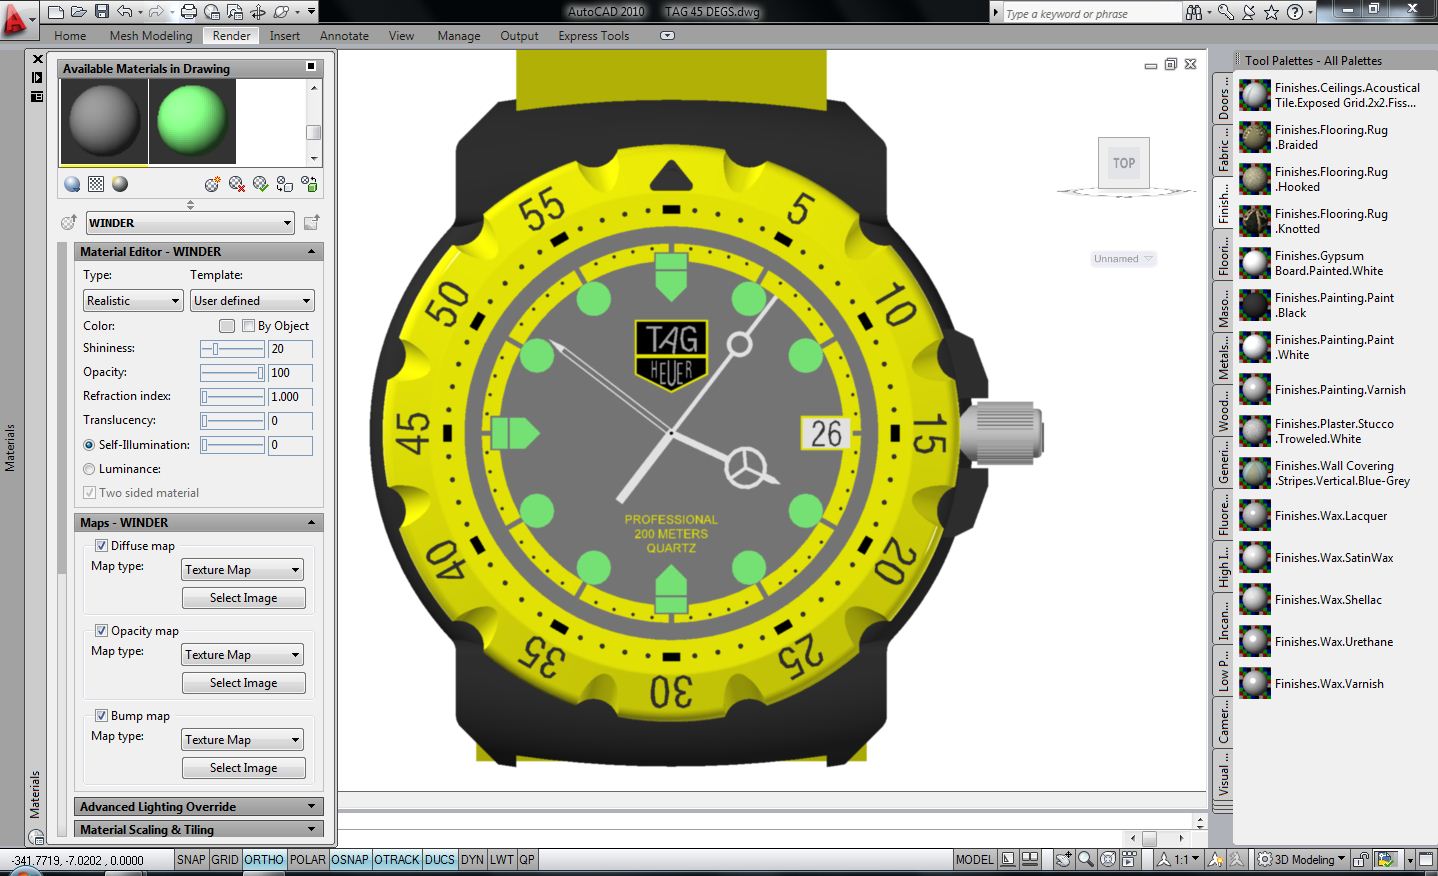 AutoCAD 2010 TAG 45 DEGS.dwg
Type a keyword or phrase
Home Mesh Modeling Render Insert Annotate View Manage Output Express Tools
Available Materials in Drawing
WINDER
Material Editor - WINDER
Type: Template:
Realistic User defined
Color: By Object
Shininess: 20
Opacity: 100
Refraction index: 1.000
Translucency: 0
Self-Illumination: 0
Luminance:
Two sided material
Maps - WINDER
Diffuse map
Map type: Texture Map
Select Image
Opacity map
Map type: Texture Map
Select Image
Bump map
Map type: Texture Map
Select Image
Advanced Lighting Override
Material Scaling & Tiling
Materials
Materials
5
10
15
20
25
30
35
40
45
50
55
TAG
HEUER
26
PROFESSIONAL
200 METERS
QUARTZ
TOP
Unnamed
Tool Palettes - All Palettes
Doors ...
Fabric ...
Finish...
Floori...
Maso...
Metals...
Wood...
Generi...
Fluore...
High I...
Incan...
Low P...
Camer...
Visual ...
Finishes.Ceilings.Acoustical
Tile.Exposed Grid.2x2.Fiss...
Finishes.Flooring.Rug
.Braided
Finishes.Flooring.Rug
.Hooked
Finishes.Flooring.Rug
.Knotted
Finishes.Gypsum
Board.Painted.White
Finishes.Painting.Paint
.Black
Finishes.Painting.Paint
.White
Finishes.Painting.Varnish
Finishes.Plaster.Stucco
.Troweled.White
Finishes.Wall Covering
.Stripes.Vertical.Blue-Grey
Finishes.Wax.Lacquer
Finishes.Wax.SatinWax
Finishes.Wax.Shellac
Finishes.Wax.Urethane
Finishes.Wax.Varnish
-341.7719, -7.0202 , 0.0000 SNAP GRID ORTHO POLAR OSNAP OTRACK DUCS DYN LWT QP MODEL 1:1 3D Modeling